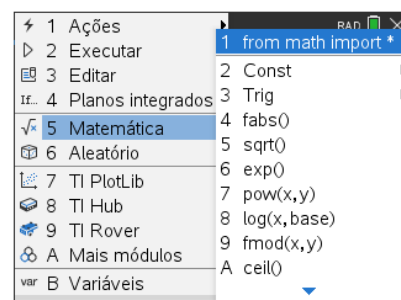 1 Ações
2 Executar
3 Editar
If... 4 Planos integrados
√x 5 Matemática
6 Aleatório
7 TI PlotLib
8 TI Hub
9 TI Rover
A Mais módulos
var B Variáveis
RAD
1 from math import *
2 Const
3 Trig
4 fabs()
5 sqrt()
6 exp()
7 pow(x,y)
8 log(x,base)
9 fmod(x,y)
A ceil()